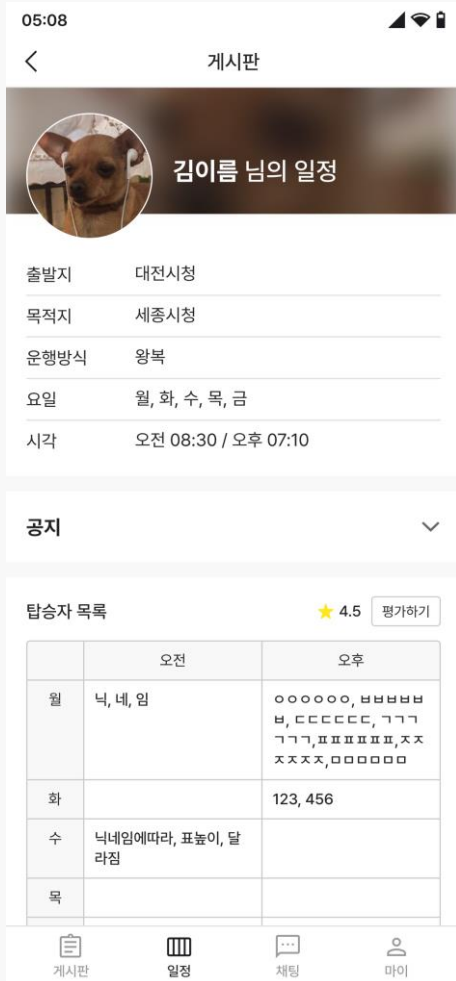 05:08
게시판
김이름 님의 일정
출발지 대전시청
목적지 세종시청
운행방식 왕복
요일 월, 화, 수, 목, 금
시각 오전 08:30 / 오후 07:10
공지
탑승자 목록 4.5 평가하기
오전 오후
월 닉, 네, 임 ㅇㅇㅇㅇㅇㅇ, ㅂㅂㅂㅂㅂ
ㅂ, ㄷㄷㄷㄷㄷㄷ, ㄱㄱㄱ
ㄱㄱㄱ,ㅍㅍㅍㅍㅍㅍ,ㅈㅈ
ㅈㅈㅈㅈ,ㅁㅁㅁㅁㅁㅁ
화 123, 456
수 닉네임에따라, 표높이, 달
라짐
목
게시판 일정 채팅 마이